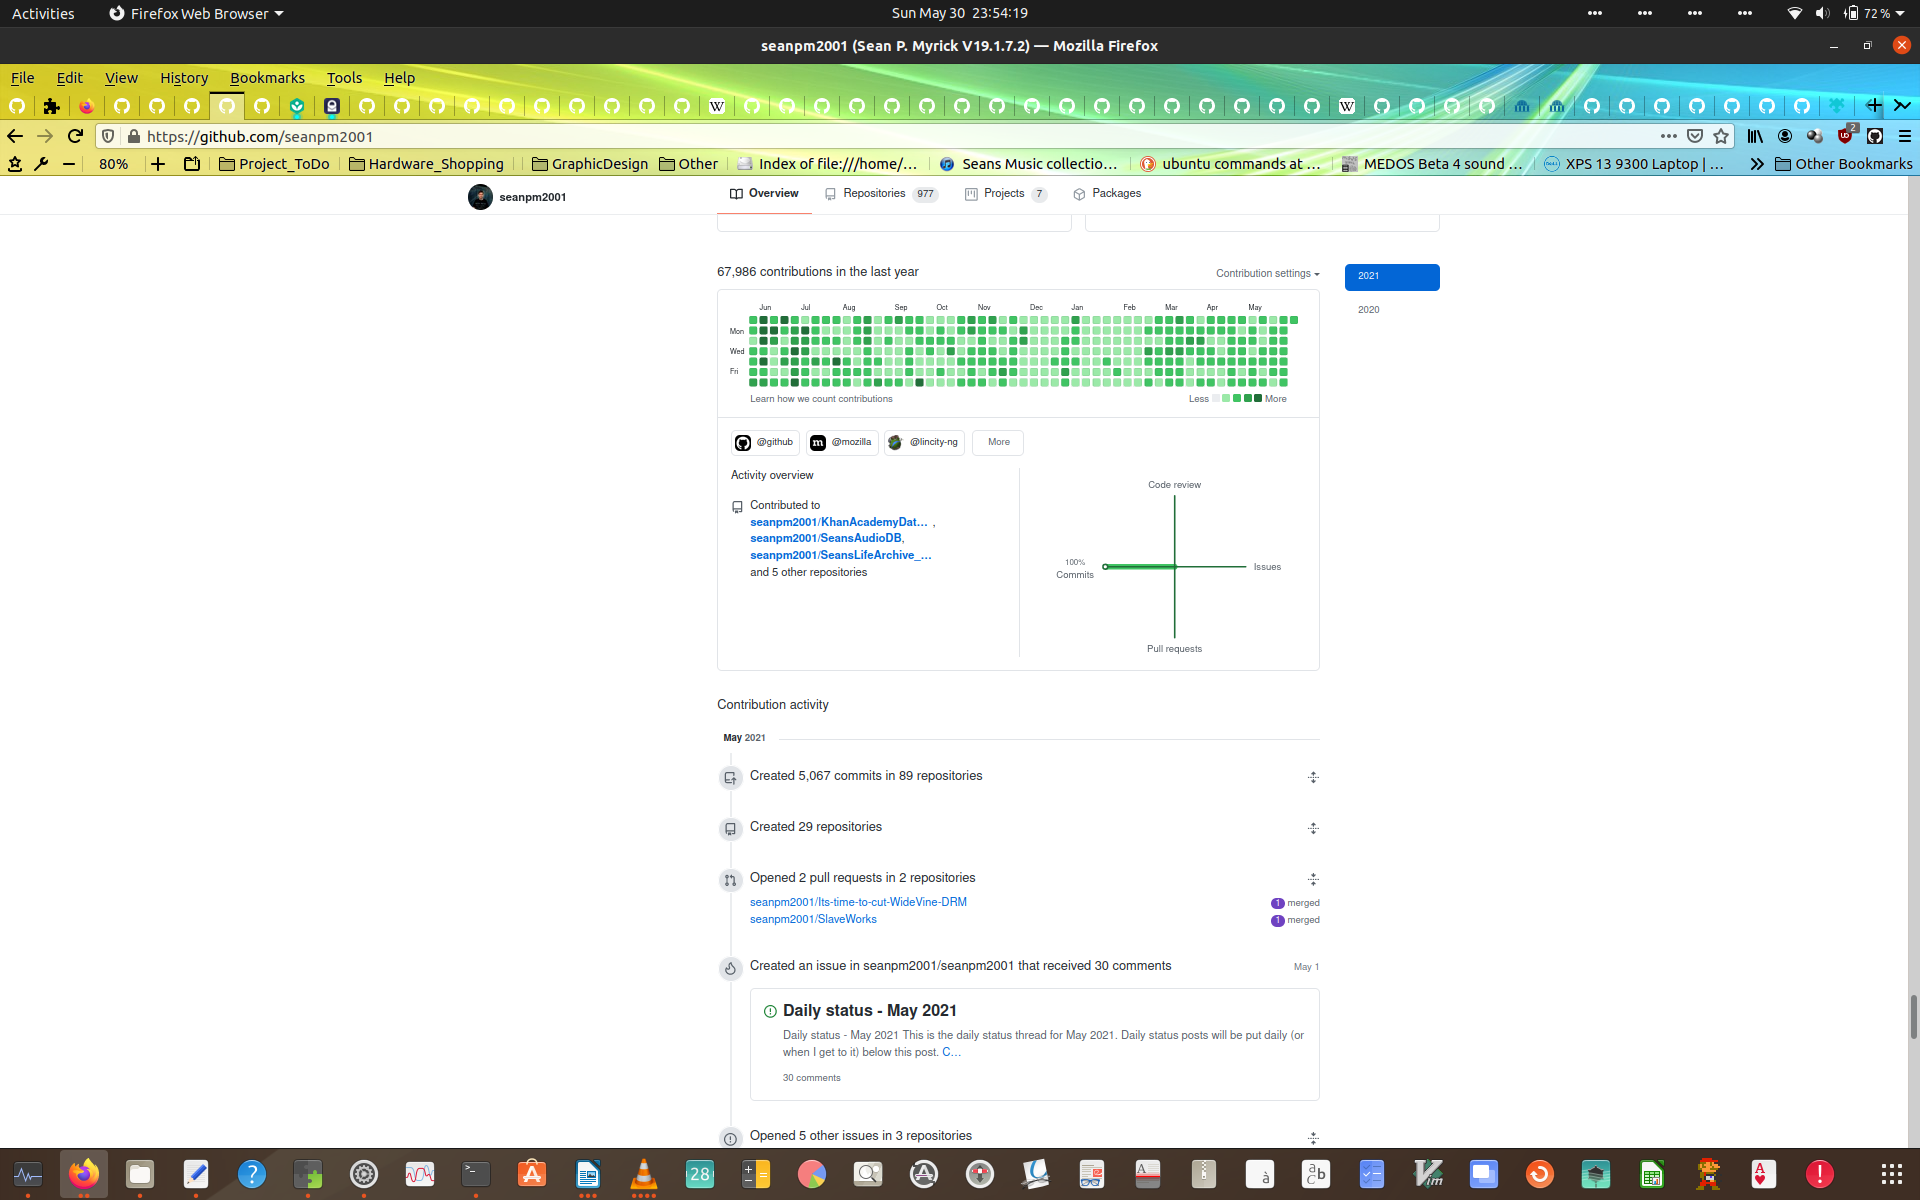 Activities
Firefox Web Browser
Sun May 30 23:54:19
72 %
seanpm2001 (Sean P. Myrick V19.1.7.2) — Mozilla Firefox
File Edit View History Bookmarks Tools Help
https://github.com/seanpm2001
2
80%
Project_ToDo
Hardware_Shopping
GraphicDesign
Other
Index of file:///home/...
Seans Music collectio...
ubuntu commands at ...
MEDOS Beta 4 sound ...
XPS 13 9300 Laptop | ...
Other Bookmarks
seanpm2001
Overview
Repositories 977
Projects 7
Packages
67,986 contributions in the last year
Contribution settings
2021
2020
Jun Jul Aug Sep Oct Nov Dec Jan Feb Mar Apr May
Mon
Wed
Fri
Learn how we count contributions
Less More
@github
@mozilla
@lincity-ng
More
Activity overview
Contributed to
seanpm2001/KhanAcademyDat... ,
seanpm2001/SeansAudioDB,
seanpm2001/SeansLifeArchive_...
and 5 other repositories
Code review
100%
Commits
Issues
Pull requests
Contribution activity
May 2021
Created 5,067 commits in 89 repositories
Created 29 repositories
Opened 2 pull requests in 2 repositories
seanpm2001/Its-time-to-cut-WideVine-DRM
1 merged
seanpm2001/SlaveWorks
1 merged
Created an issue in seanpm2001/seanpm2001 that received 30 comments
May 1
Daily status - May 2021
Daily status - May 2021 This is the daily status thread for May 2021. Daily status posts will be put daily (or
when I get to it) below this post. C...
30 comments
Opened 5 other issues in 3 repositories
28